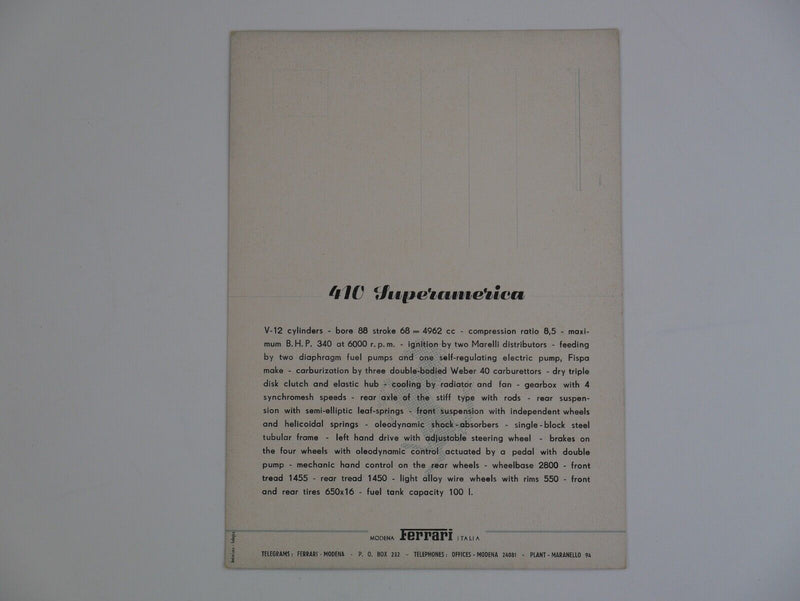 410 Superamerica
V-12 cylinders - bore 88 stroke 68 = 4962 cc - compression ratio 8,5 - maxi-
mum B. H. P. 340 at 6000 r. p. m. - ignition by two Marelli distributors - feeding
by two diaphragm fuel pumps and one self-regulating electric pump, Fispa
make - carburization by three double-bodied Weber 40 carburettors - dry triple
disk clutch and elastic hub - cooling by radiator and fan - gearbox with 4
synchromesh speeds - rear axle of the stiff type with rods - rear suspen-
sion with semi-elliptic leaf-springs - front suspension with independent wheels
and helicoidal springs - oleodynamic shock-absorbers - single-block steel
tubular frame - left hand drive with adjustable steering wheel - brakes on
the four wheels with oleodynamic control actuated by a pedal with double
pump - mechanic hand control on the rear wheels - wheelbase 2800 - front
tread 1455 - rear tread 1450 - light alloy wire wheels with rims 550 - front
and rear tires 650x16 - fuel tank capacity 100 l.
MODENA Ferrari ITALIA
TELEGRAMS: FERRARI - MODENA - P. O. BOX 232 - TELEPHONES: OFFICES - MODENA 24081 - PLANT - MARANELLO 94